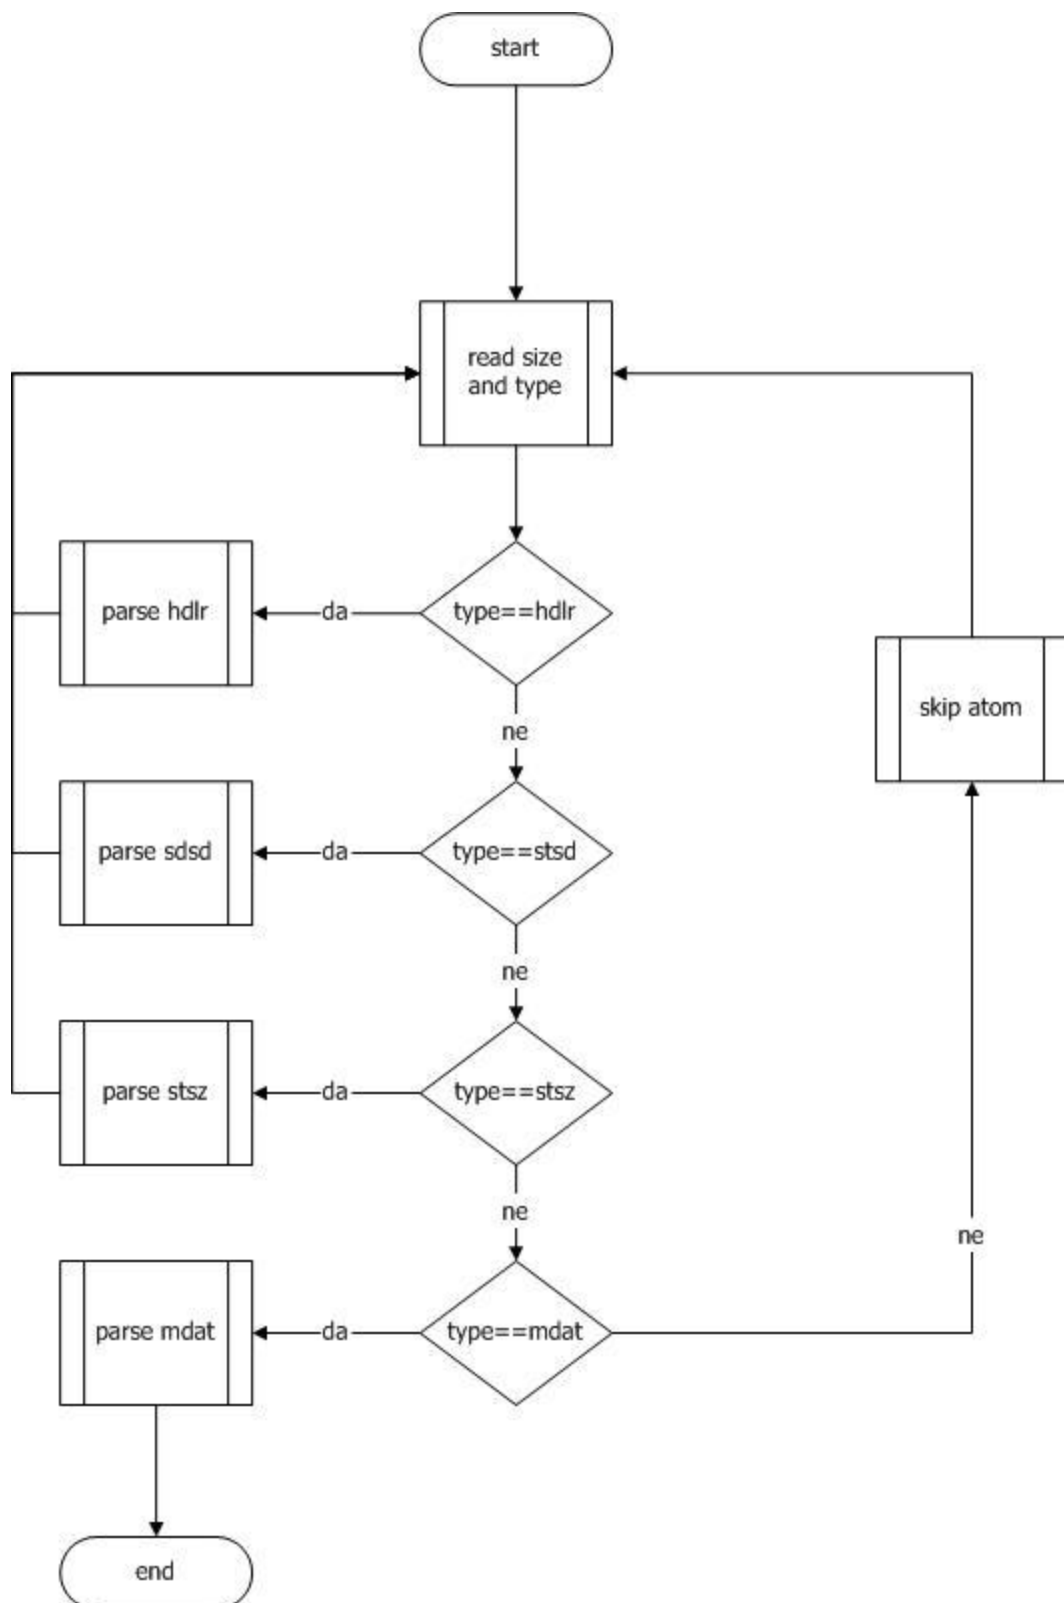 start
read size
and type
parse hdlr
da
type==hdlr
ne
skip atom
parse sdsd
da
type==stsd
ne
parse stsz
da
type==stsz
ne
ne
parse mdat
da
type==mdat
end